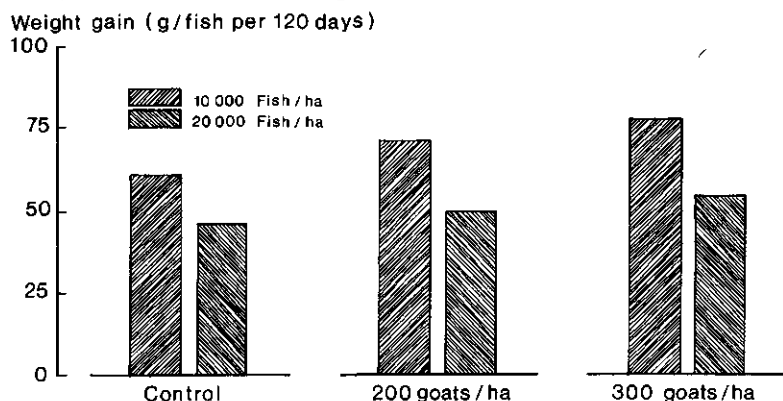 Weight gain (g/fish per 120 days)
100
10 000 Fish/ha
75
20 000 Fish/ha
50
25
0
Control
200 goats/ha
300 goats/ha